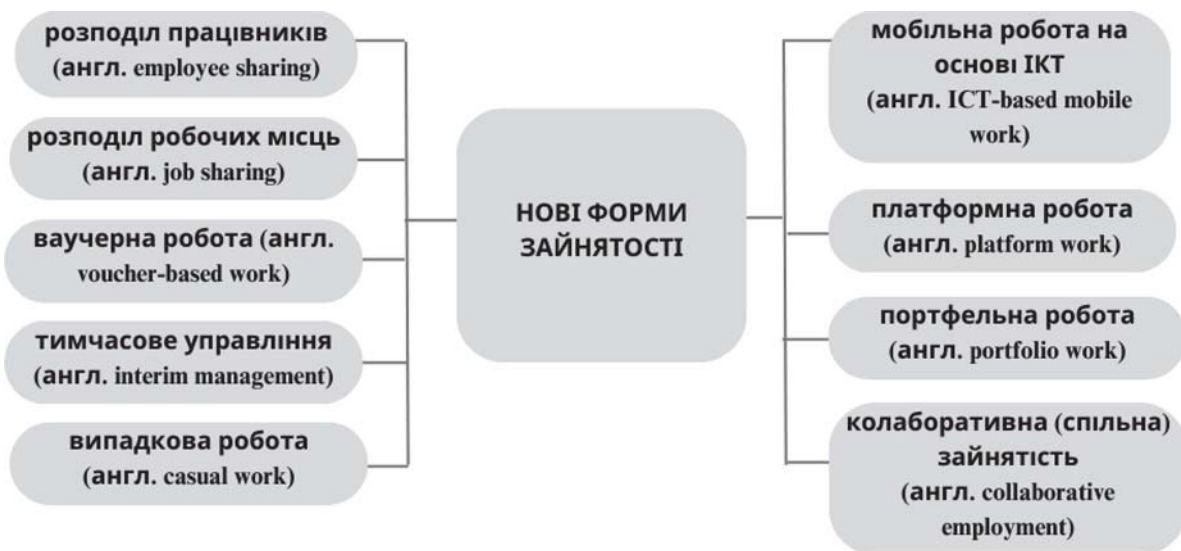 розподіл працівників
(англ. employee sharing)
розподіл робочих місць
(англ. job sharing)
ваучерна робота (англ.
voucher-based work)
тимчасове управління
(англ. interim management)
випадкова робота
(англ. casual work)
НОВІ ФОРМИ
ЗАЙНЯТОСТІ
мобільна робота на
основі ІКТ
(англ. ICT-based mobile
work)
платформна робота
(англ. platform work)
портфельна робота
(англ. portfolio work)
колаборативна (спільна)
зайнятість
(англ. collaborative
employment)